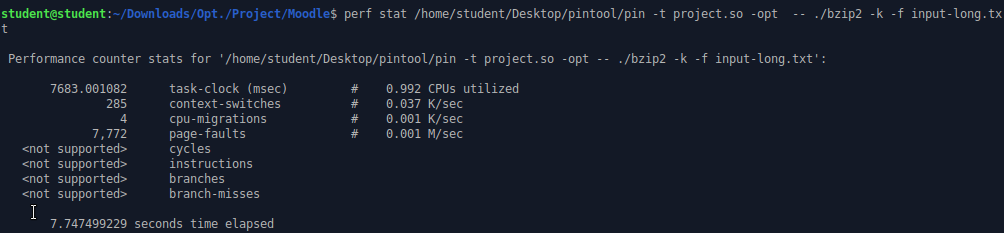 student@student:~/Downloads/Opt./Project/Moodle$ perf stat /home/student/Desktop/pintool/pin -t project.so -opt  -- ./bzip2 -k -f input-long.tx
t
 Performance counter stats for '/home/student/Desktop/pintool/pin -t project.so -opt -- ./bzip2 -k -f input-long.txt':
7683.001082      task-clock (msec)         #    0.992 CPUs utilized
285      context-switches          #    0.037 K/sec
4      cpu-migrations            #    0.001 K/sec
7,772      page-faults               #    0.001 M/sec
<not supported>      cycles
<not supported>      instructions
<not supported>      branches
<not supported>      branch-misses
7.747499229 seconds time elapsed